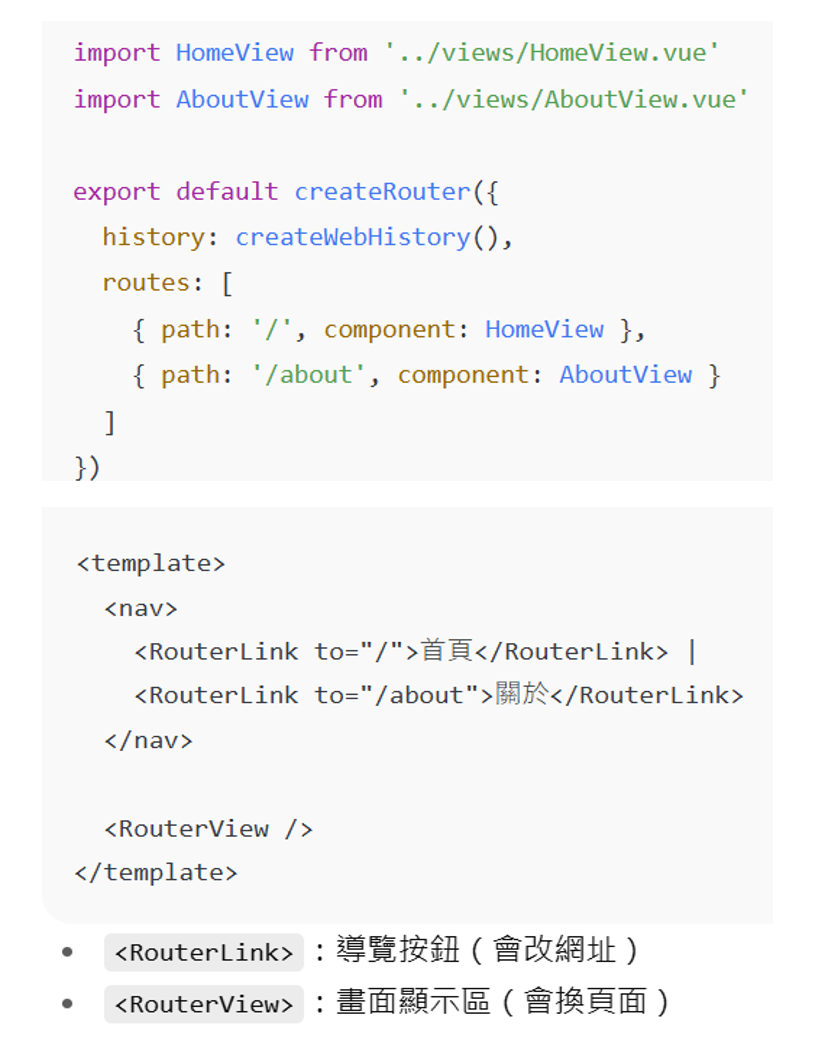 import HomeView from '../views/HomeView.vue'
import AboutView from '../views/AboutView.vue'
export default createRouter({
  history: createWebHistory(),
  routes: [
    { path: '/', component: HomeView },
    { path: '/about', component: AboutView }
  ]
})
<template>
  <nav>
    <RouterLink to="/">首頁</RouterLink> |
    <RouterLink to="/about">關於</RouterLink>
  </nav>
  <RouterView />
</template>
• <RouterLink>：導覽按鈕（會改網址）
• <RouterView>：畫面顯示區（會換頁面）